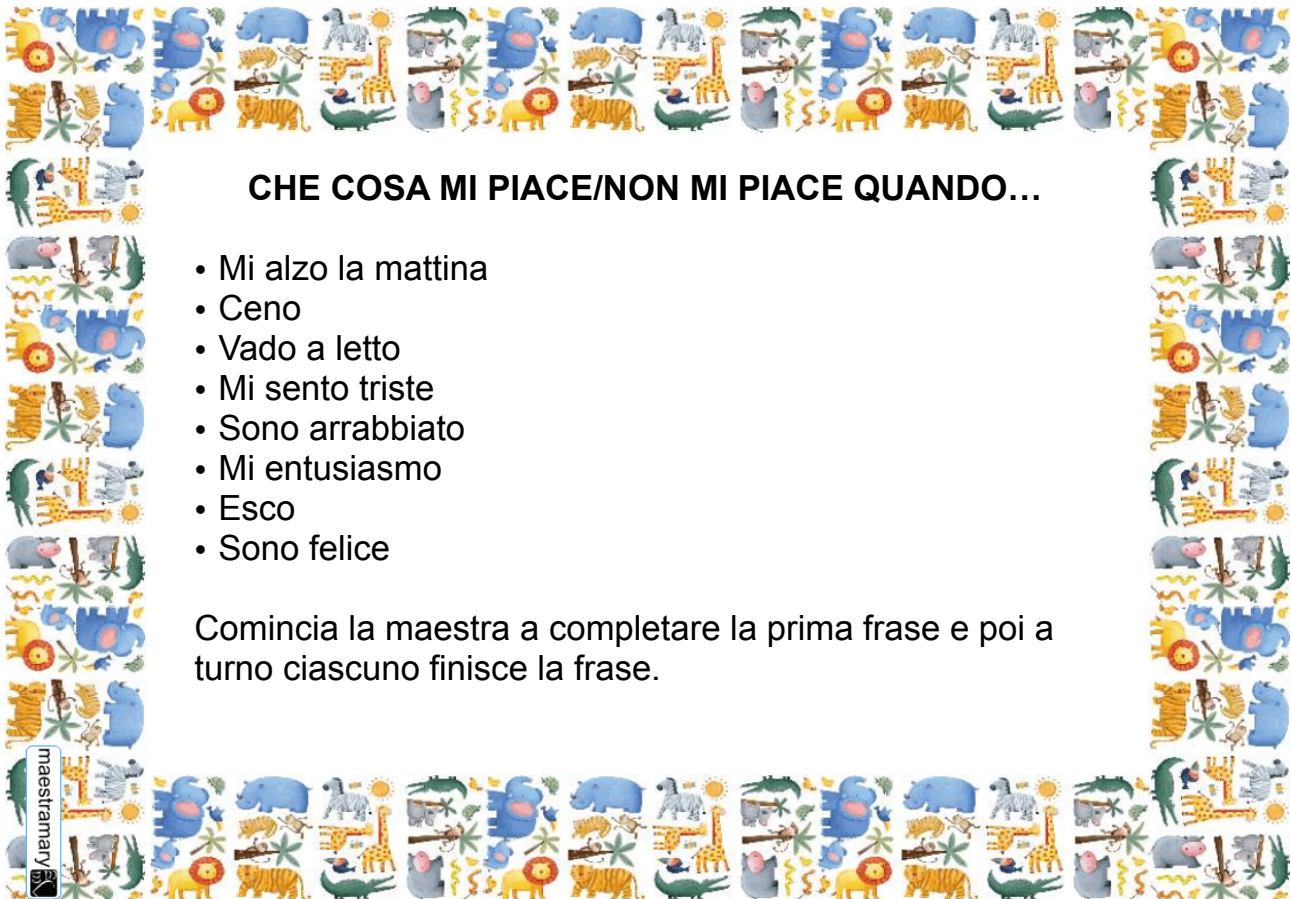 CHE COSA MI PIACE/NON MI PIACE QUANDO…
• Mi alzo la mattina
• Ceno
• Vado a letto
• Mi sento triste
• Sono arrabbiato
• Mi entusiasmo
• Esco
• Sono felice
Comincia la maestra a completare la prima frase e poi a
turno ciascuno finisce la frase.
maestramary